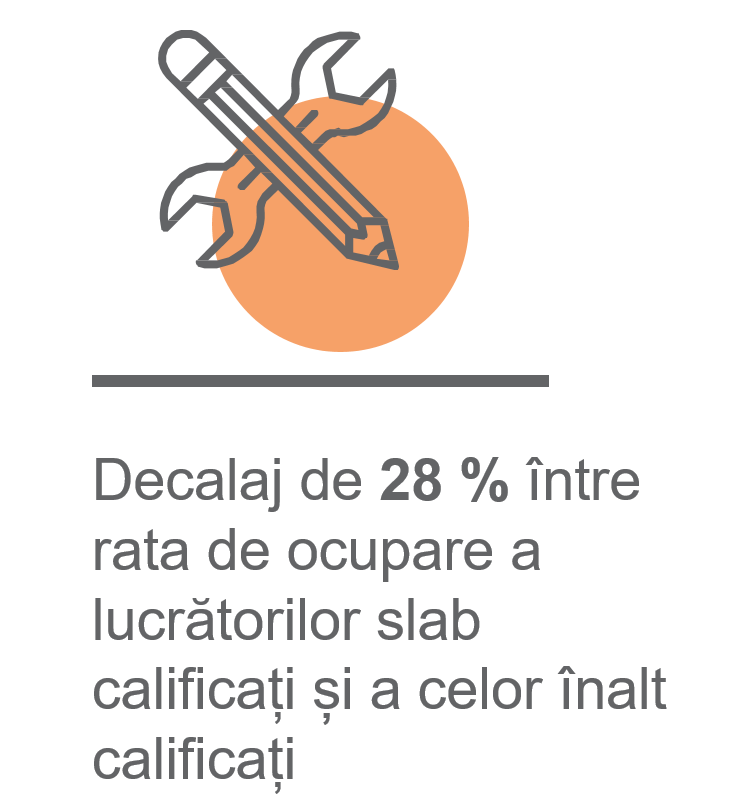 Decalaj de 28 % între
rata de ocupare a
lucrătorilor slab
calificați și a celor înalt
calificați